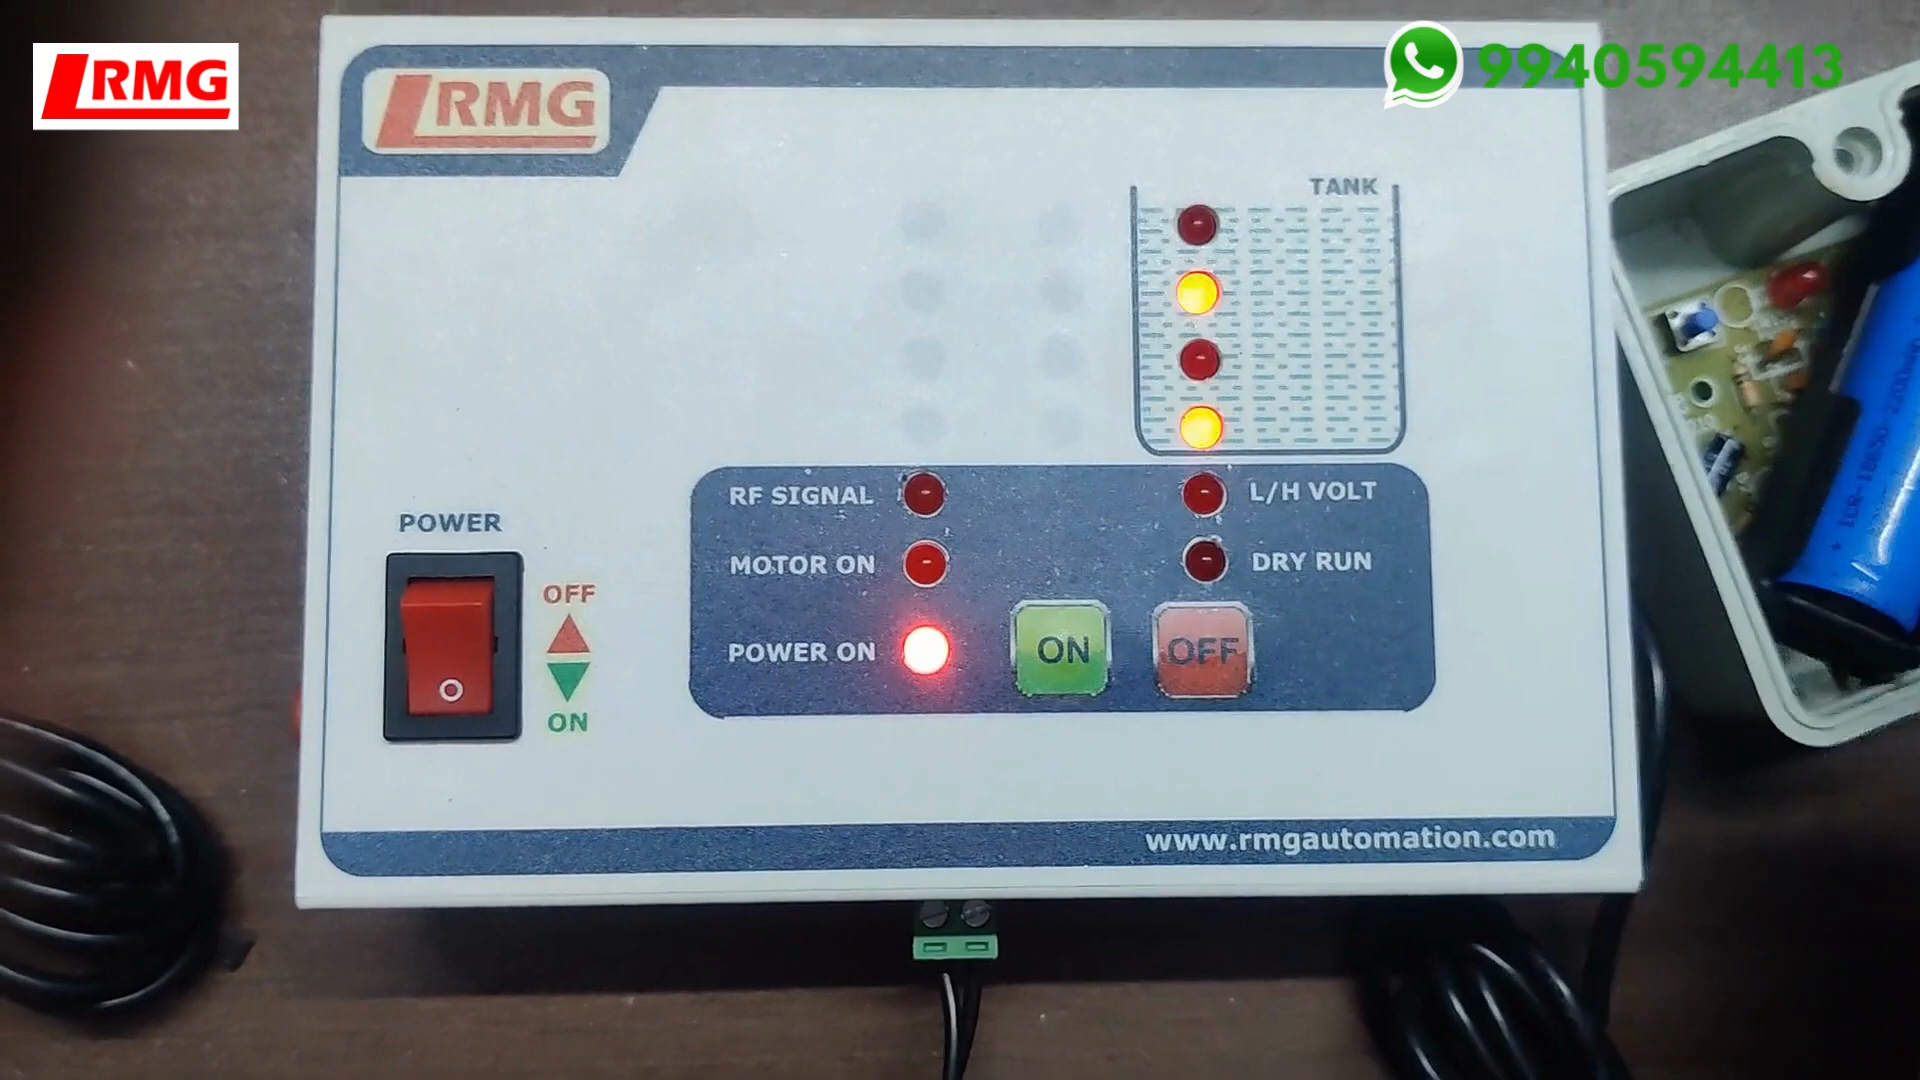 RMG
9940594413
RMG
TANK
RF SIGNAL
L/H VOLT
MOTOR ON
DRY RUN
POWER ON
ON
OFF
POWER
OFF
ON
www.rmgautomation.com